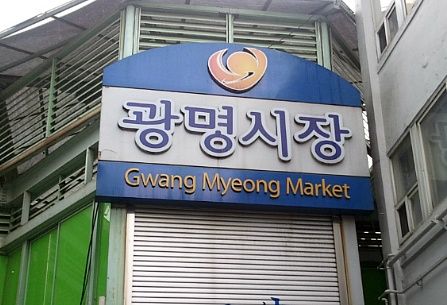 광명시장
Gwang Myeong Market